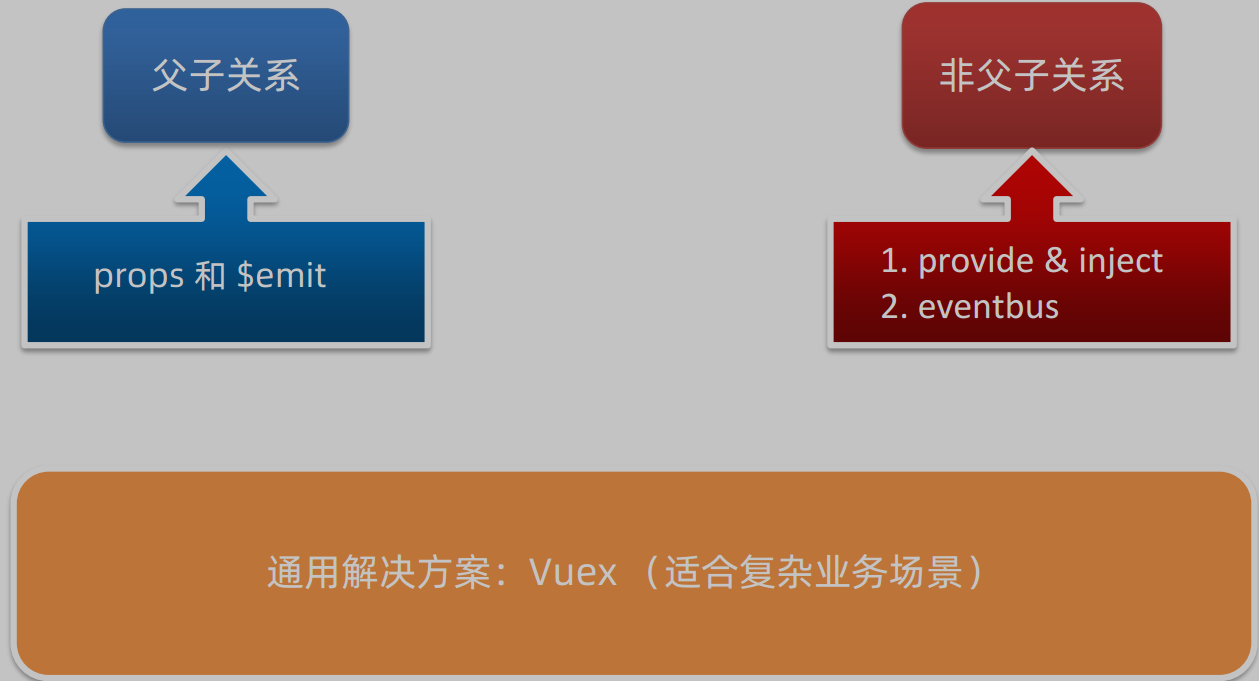 父子关系
非父子关系
props 和 $emit
1. provide & inject
2. eventbus
通用解决方案：Vuex （适合复杂业务场景）